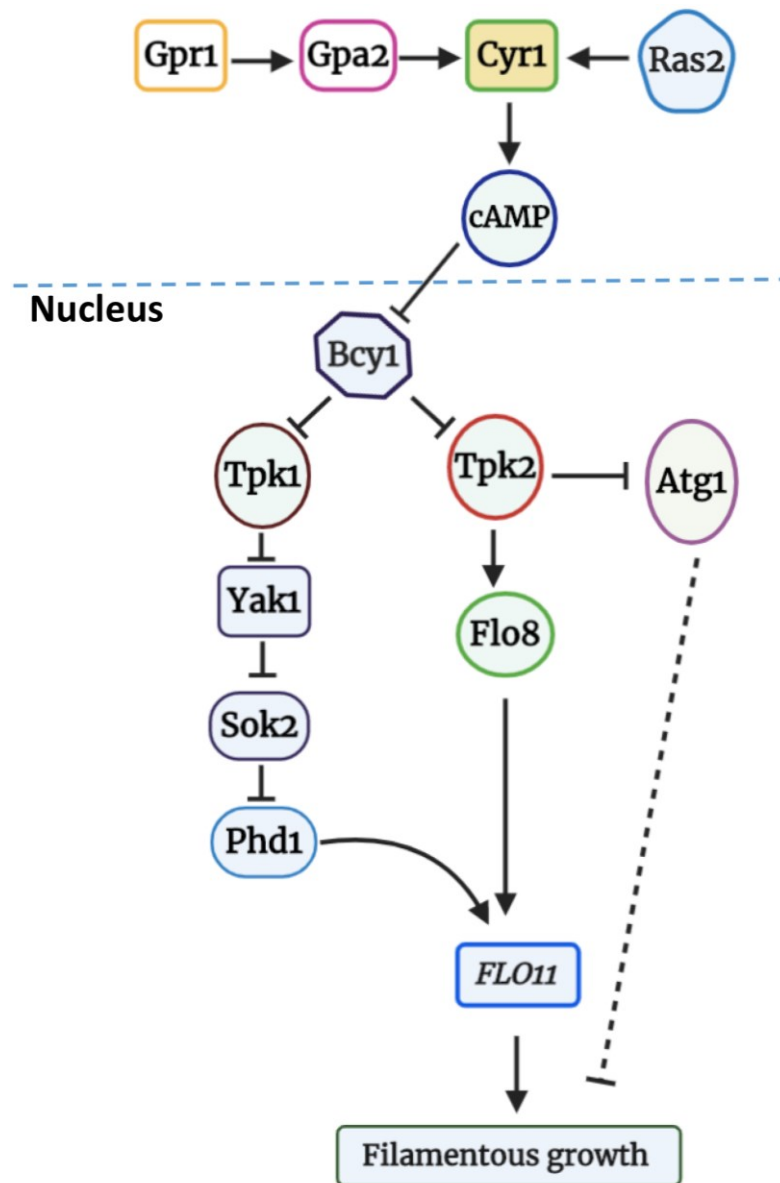 Gpr1
Gpa2
Cyr1
Ras2
cAMP
Nucleus
Bcy1
Tpk1
Tpk2
Atg1
Yak1
Flo8
Sok2
Phd1
FLO11
Filamentous growth